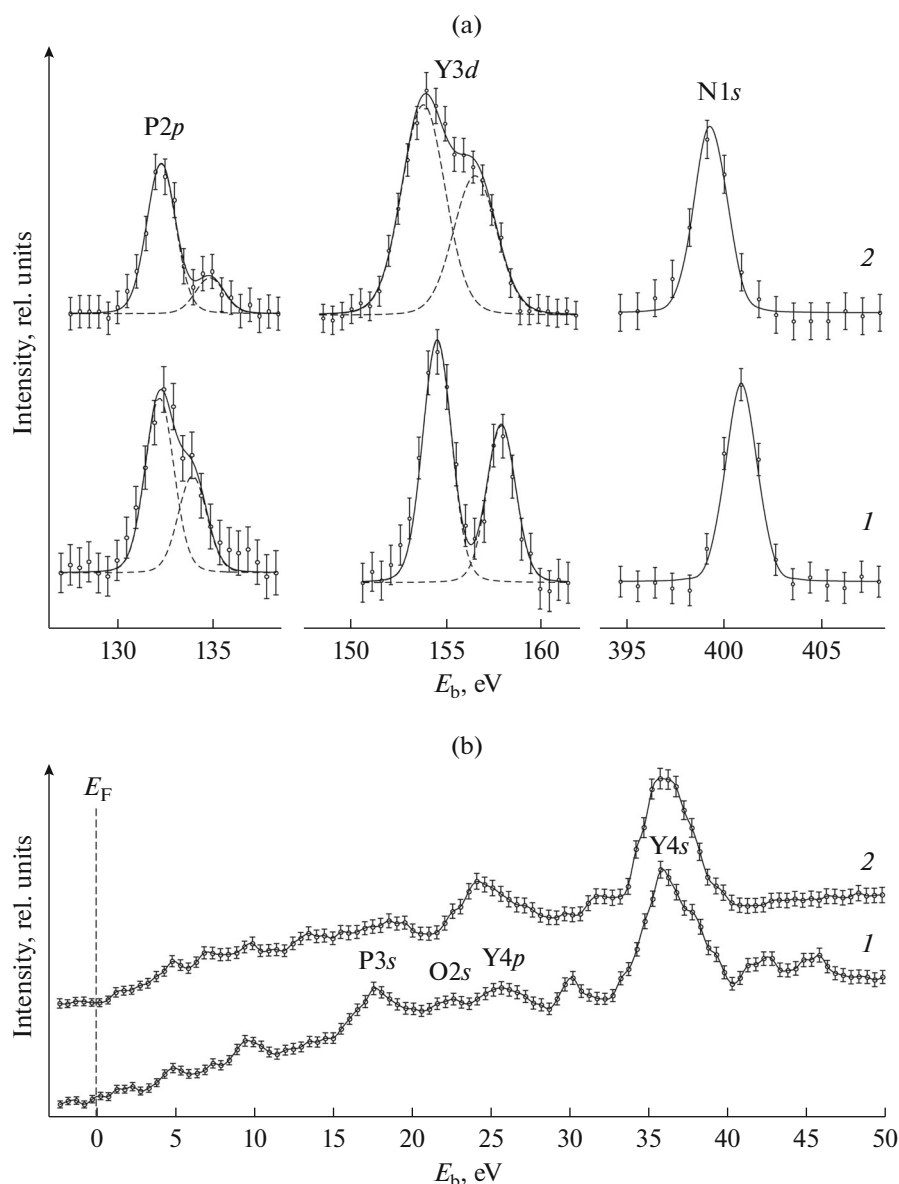 (a)
Y3d
N1s
P2p
2
Intensity, rel. units
1
130 135 150 155 160 395 400 405
E_b, eV
(b)
E_F
Y4s
2
Intensity, rel. units
1
P3s O2s Y4p
0 5 10 15 20 25 30 35 40 45 50
E_b, eV